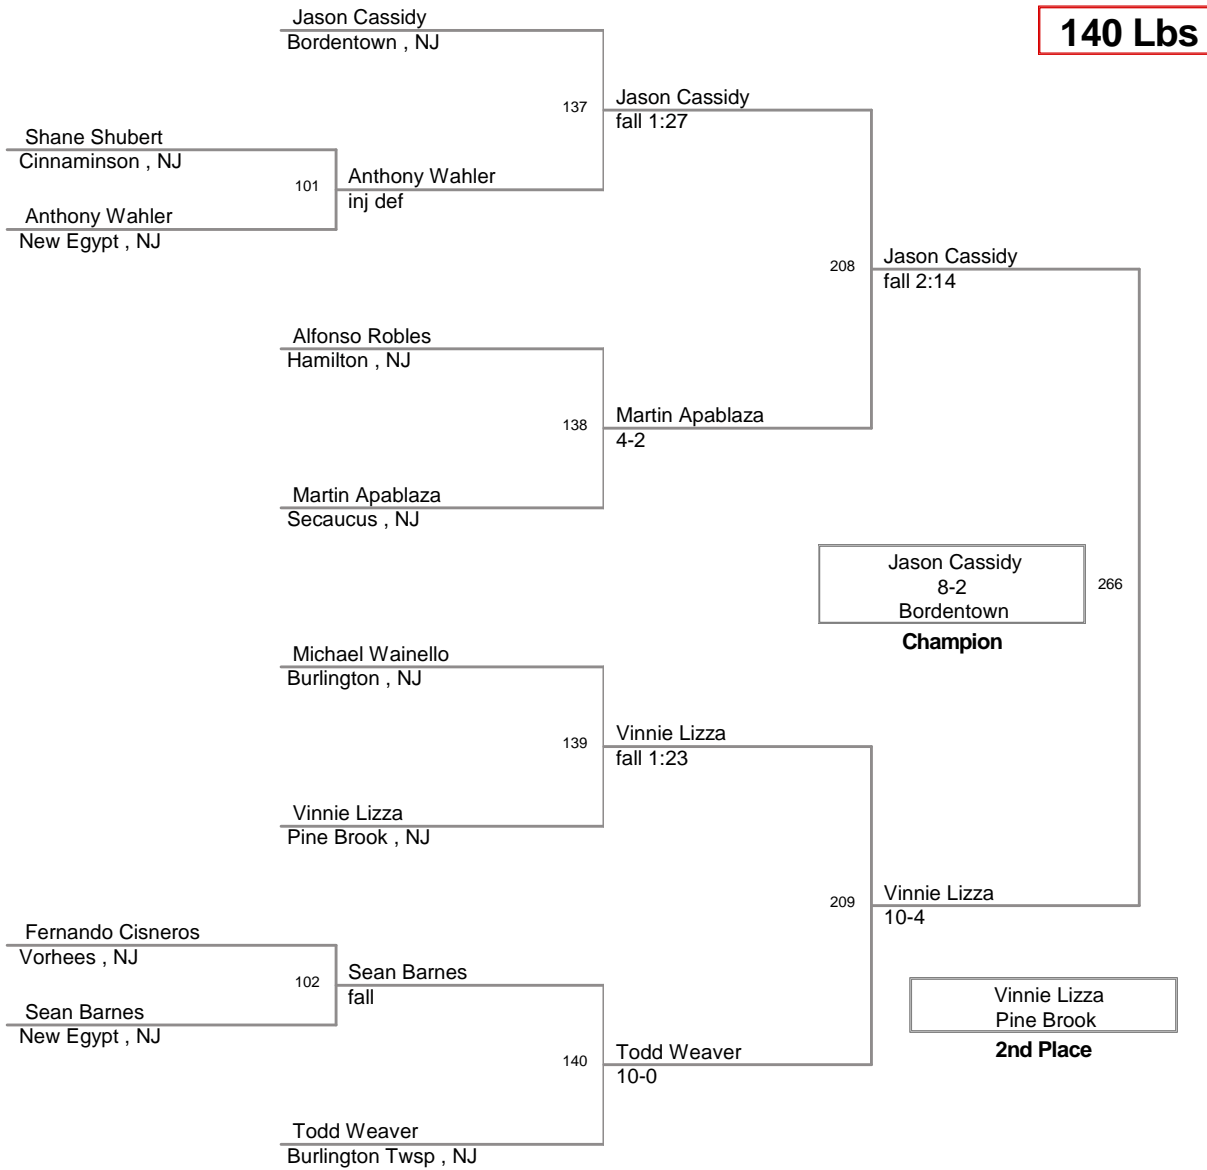 Jason Cassidy
Bordentown , NJ
140 Lbs
137
Jason Cassidy
fall 1:27
Shane Shubert
Cinnaminson , NJ
101
Anthony Wahler
inj def
Anthony Wahler
New Egypt , NJ
208
Jason Cassidy
fall 2:14
Alfonso Robles
Hamilton , NJ
138
Martin Apablaza
4-2
Martin Apablaza
Secaucus , NJ
Jason Cassidy
8-2
Bordentown
266
Champion
Michael Wainello
Burlington , NJ
139
Vinnie Lizza
fall 1:23
Vinnie Lizza
Pine Brook , NJ
209
Vinnie Lizza
10-4
Fernando Cisneros
Vorhees , NJ
102
Sean Barnes
fall
Sean Barnes
New Egypt , NJ
Vinnie Lizza
Pine Brook
2nd Place
140
Todd Weaver
10-0
Todd Weaver
Burlington Twsp , NJ